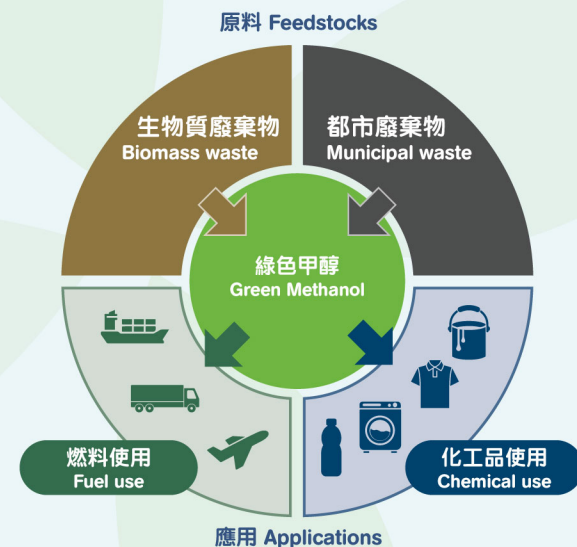 原料 Feedstocks
生物質廢棄物
Biomass waste
都市廢棄物
Municipal waste
綠色甲醇
Green Methanol
燃料使用
Fuel use
化工品使用
Chemical use
應用 Applications